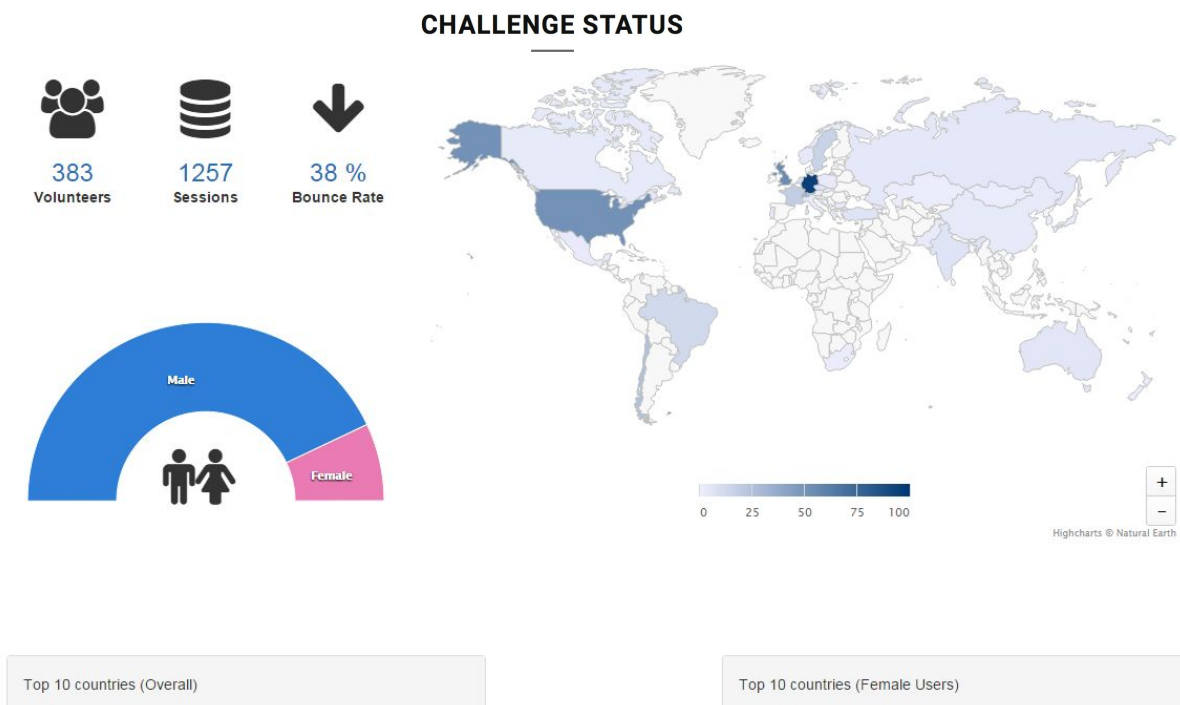 CHALLENGE STATUS
383
Volunteers
1257
Sessions
38 %
Bounce Rate
Male
Female
0 25 50 75 100
+
−
Highcharts © Natural Earth
Top 10 countries (Overall)
Top 10 countries (Female Users)